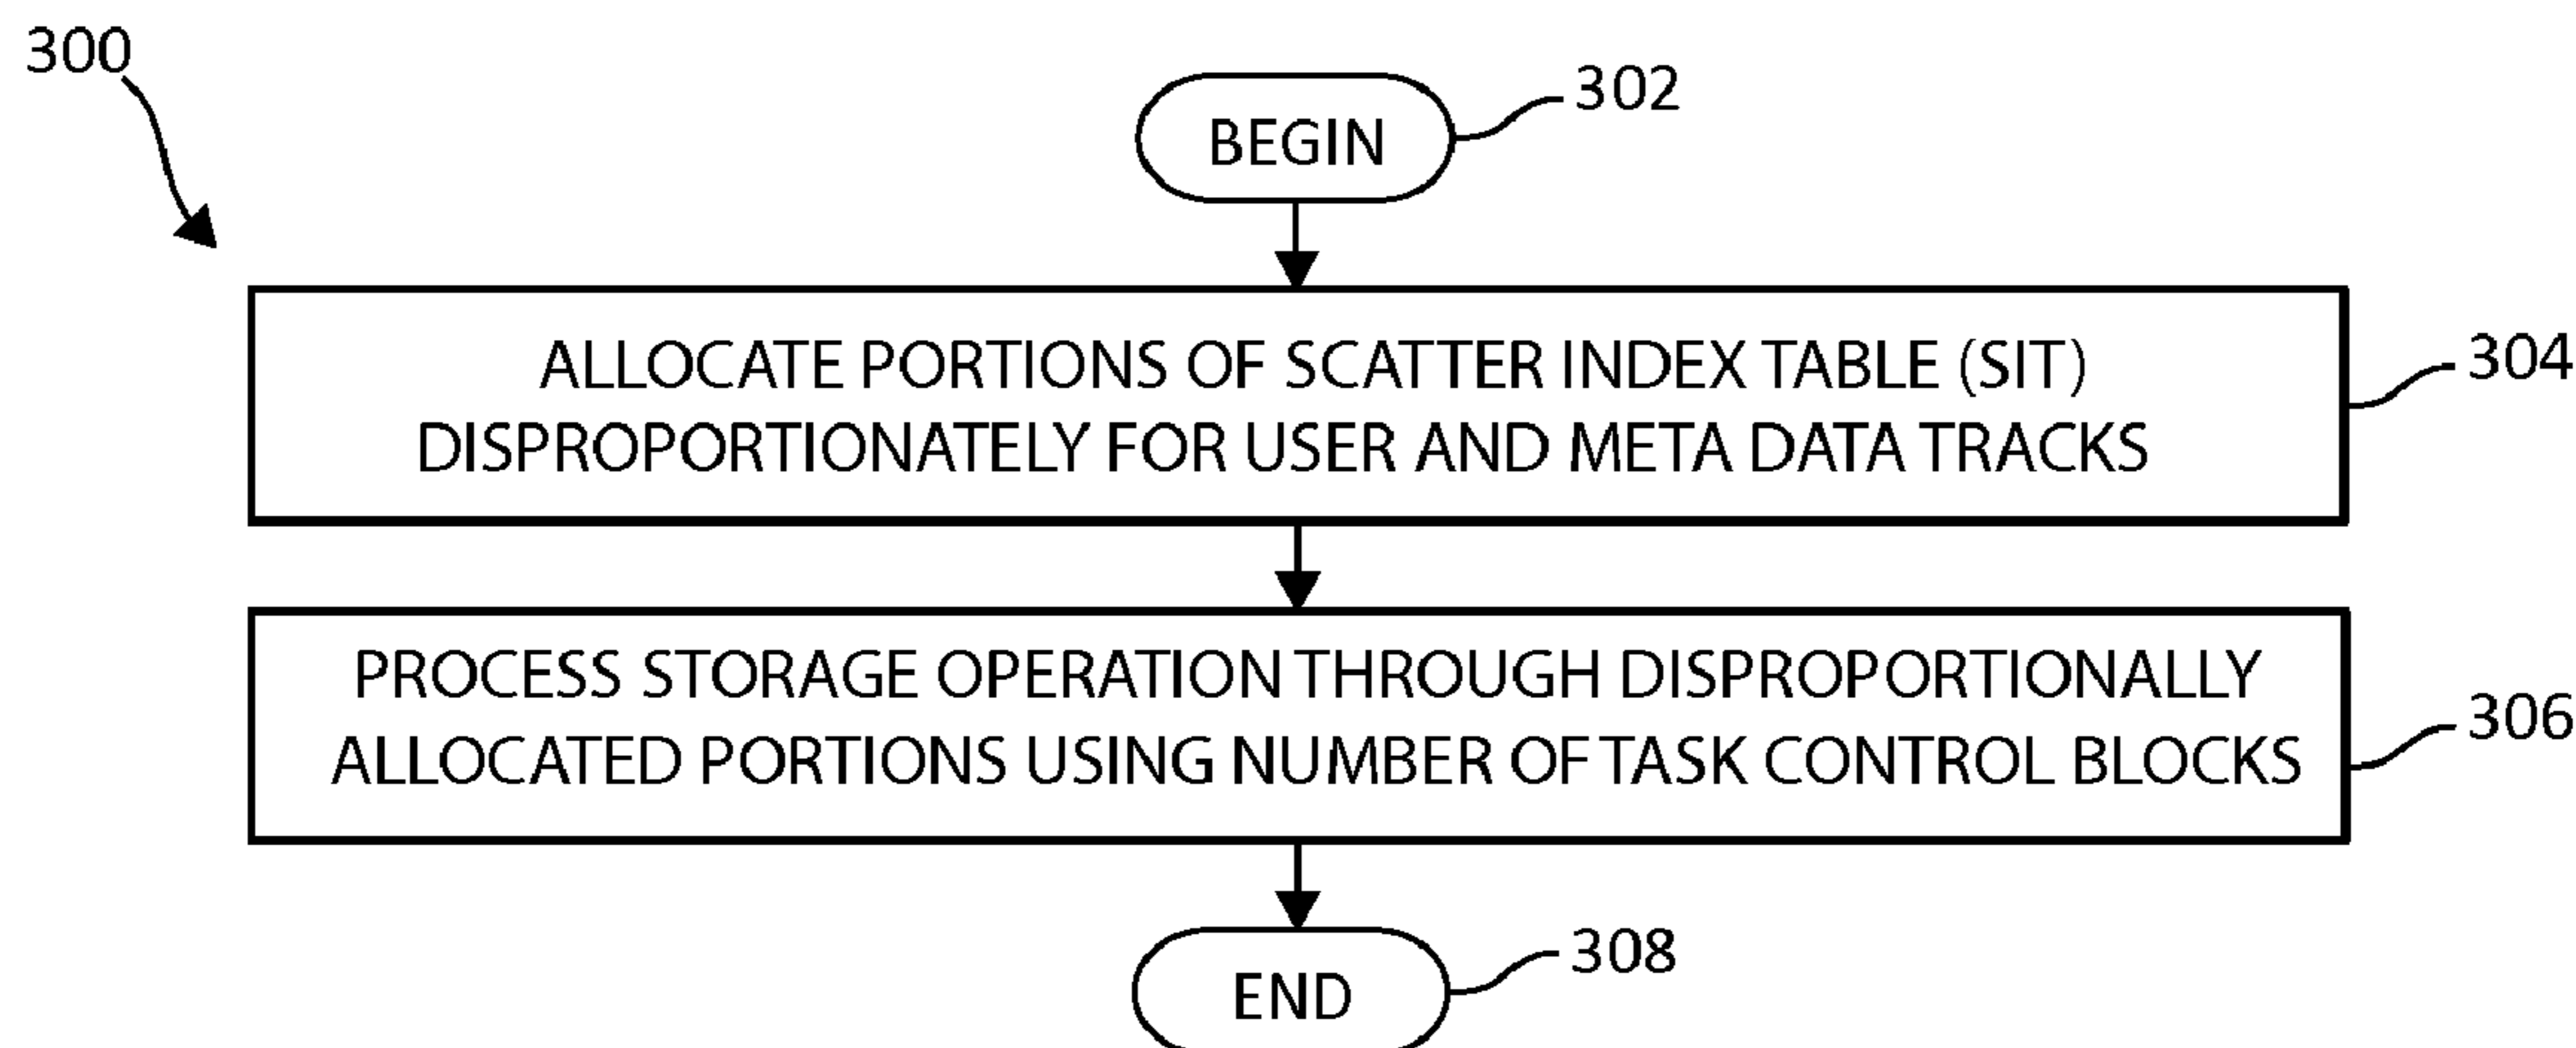 300
BEGIN
302
ALLOCATE PORTIONS OF SCATTER INDEX TABLE (SIT)
DISPROPORTIONATELY FOR USER AND META DATA TRACKS
304
PROCESS STORAGE OPERATION THROUGH DISPROPORTIONALLY
ALLOCATED PORTIONS USING NUMBER OF TASK CONTROL BLOCKS
306
END
308